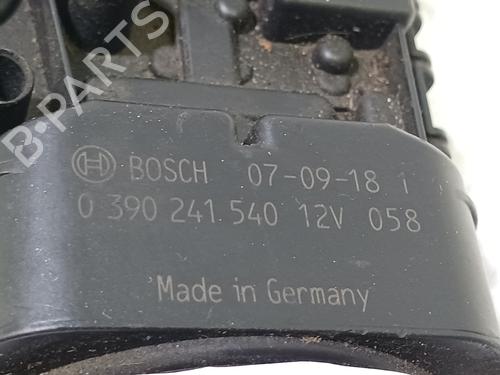 BOSCH 07-09-18 1
0 390 241 540 12V 058
Made in Germany
B-PARTS